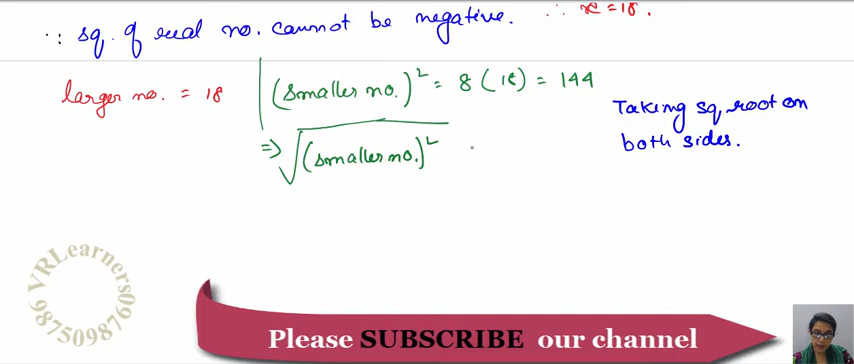 ∴ x = 18.
∵ sq. of real no. cannot be negative.
larger no. = 18
(smaller no.)² = 8 (18) = 144
Taking sq. root on
both sides.
⇒ √(smaller no.)²
VRLearners
9875098760
Please SUBSCRIBE our channel